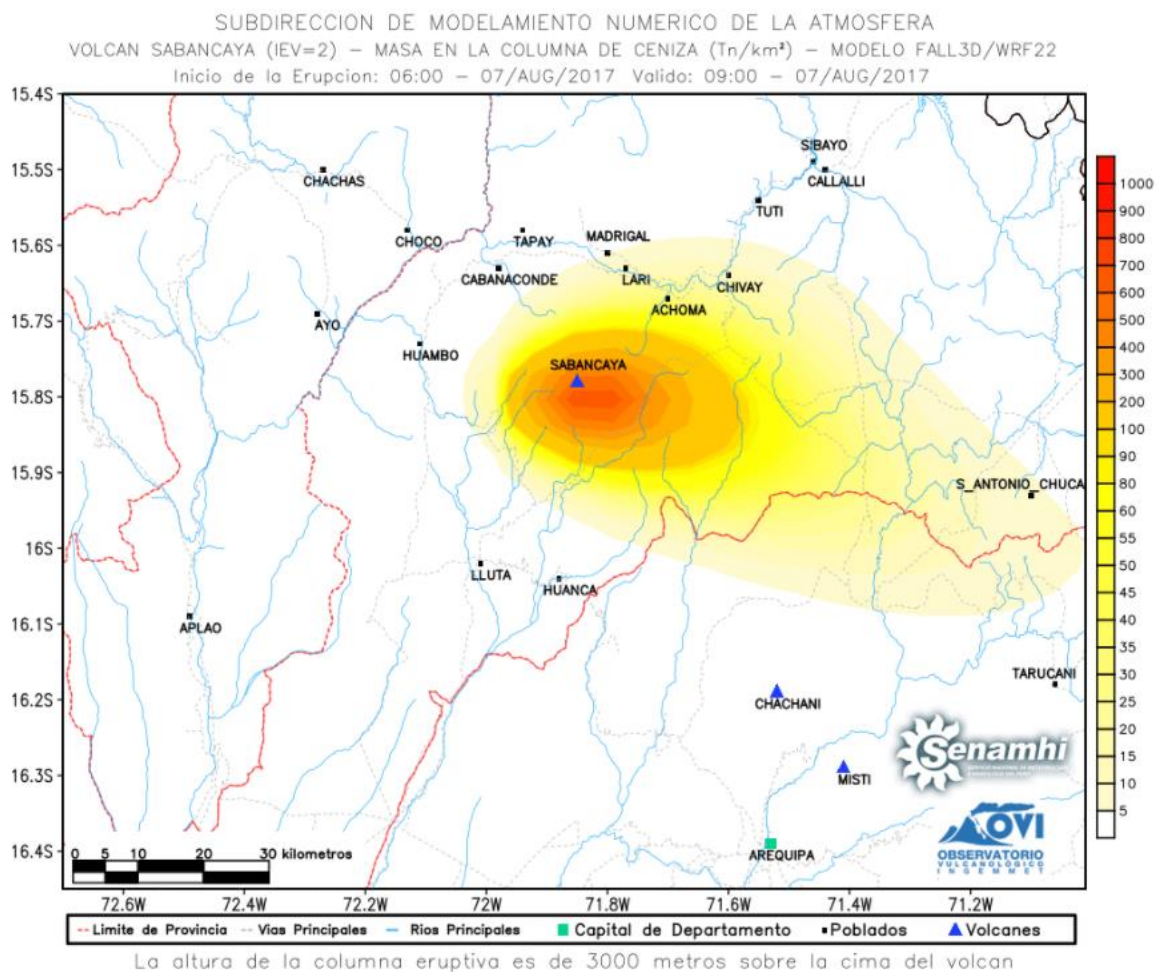 SUBDIRECCION DE MODELAMIENTO NUMERICO DE LA ATMOSFERA
VOLCAN SABANCAYA (IEV=2) – MASA EN LA COLUMNA DE CENIZA (Tn/km²) – MODELO FALL3D/WRF22
Inicio de la Erupcion: 06:00 – 07/AUG/2017 Valido: 09:00 – 07/AUG/2017
15.4S
15.5S
15.6S
15.7S
15.8S
15.9S
16S
16.1S
16.2S
16.3S
16.4S
SIBAYO
CALLALLI
CHACHAS
TUTI
CHOCO
TAPAY
MADRIGAL
CABANACONDE
LARI
CHIVAY
ACHOMA
AYO
HUAMBO
SABANCAYA
S_ANTONIO_CHUCA
LLUTA
HUANCA
APLAO
TARUCANI
CHACHANI
MISTI
AREQUIPA
1000
900
800
700
600
500
400
300
200
100
90
80
60
55
50
45
40
35
30
25
20
15
10
5
Senamhi
OVI
OBSERVATORIO
VULCANOLÓGICO
INGEMMET
0 5 10 20 30 kilometros
72.6W 72.4W 72.2W 72W 71.8W 71.6W 71.4W 71.2W
Limite de Provincia Vias Principales Rios Principales Capital de Departamento Poblados Volcanes
La altura de la columna eruptiva es de 3000 metros sobre la cima del volcan